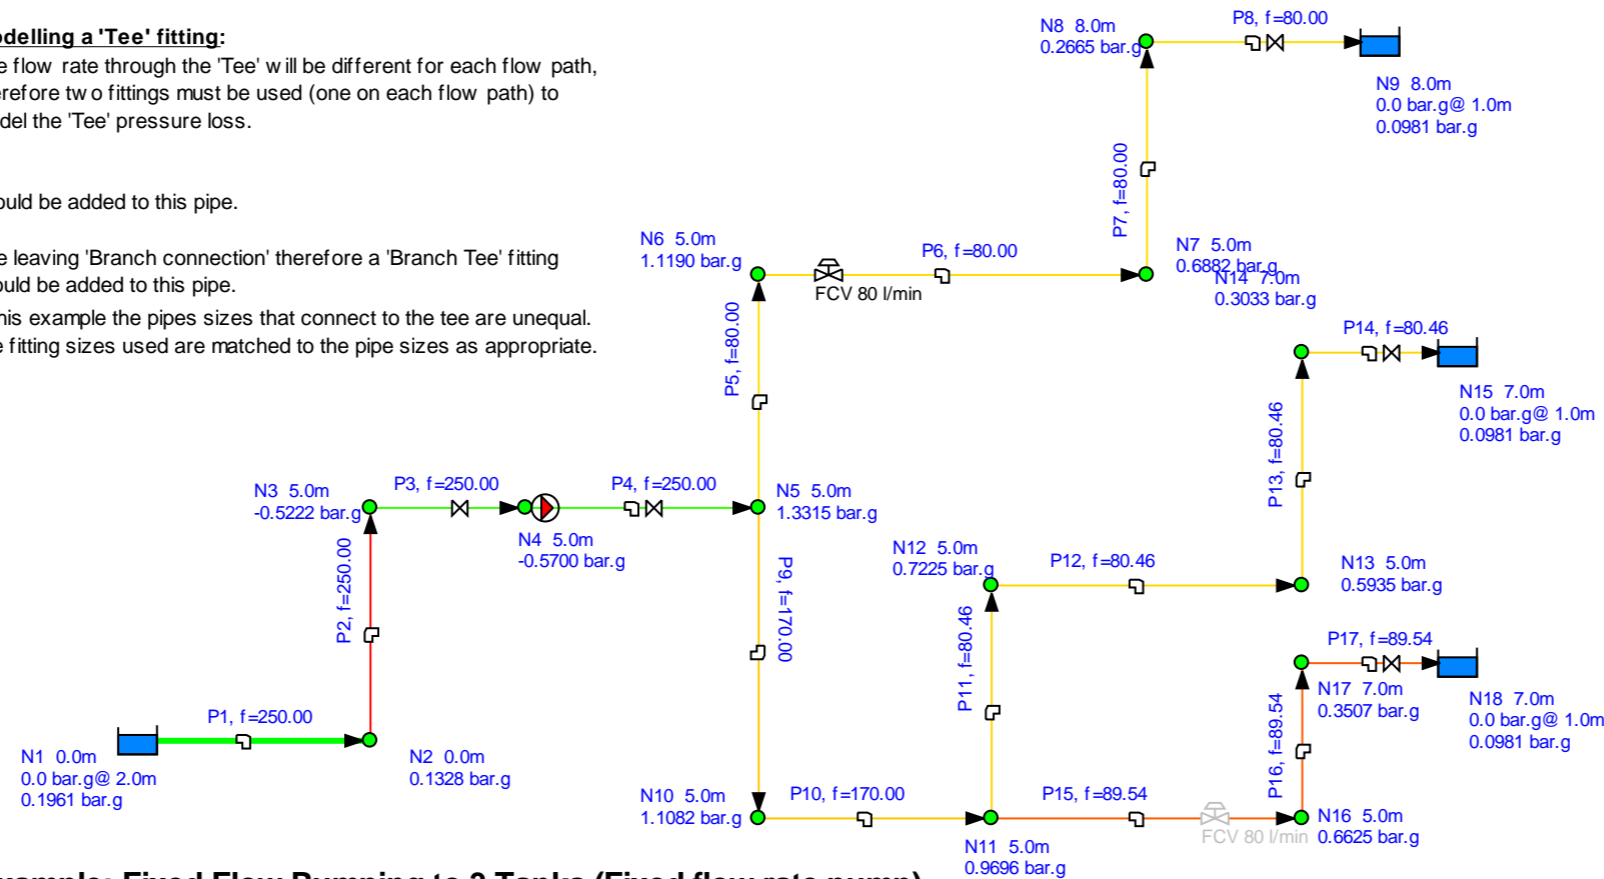 odelling a 'Tee' fitting:
e flow rate through the 'Tee' will be different for each flow path,
erefore two fittings must be used (one on each flow path) to
del the 'Tee' pressure loss.
ould be added to this pipe.
e leaving 'Branch connection' therefore a 'Branch Tee' fitting
ould be added to this pipe.
his example the pipes sizes that connect to the tee are unequal.
e fitting sizes used are matched to the pipe sizes as appropriate.
N8 8.0m
0.2665 bar.g
P8, f=80.00
N9 8.0m
0.0 bar.g@ 1.0m
0.0981 bar.g
P7, f=80.00
N6 5.0m
1.1190 bar.g
P6, f=80.00
FCV 80 l/min
N7 5.0m
0.6882 bar.g
N14 7.0m
0.3033 bar.g
P5, f=80.00
P14, f=80.46
N15 7.0m
0.0 bar.g@ 1.0m
0.0981 bar.g
P13, f=80.46
N3 5.0m
-0.5222 bar.g
P3, f=250.00
P4, f=250.00
N5 5.0m
1.3315 bar.g
N4 5.0m
-0.5700 bar.g
P2, f=250.00
P9, f=170.00
N12 5.0m
0.7225 bar.g
P12, f=80.46
N13 5.0m
0.5935 bar.g
P11, f=80.46
P17, f=89.54
N17 7.0m
0.3507 bar.g
N18 7.0m
0.0 bar.g@ 1.0m
0.0981 bar.g
P16, f=89.54
P1, f=250.00
N1 0.0m
0.0 bar.g@ 2.0m
0.1961 bar.g
N2 0.0m
0.1328 bar.g
N10 5.0m
1.1082 bar.g
P10, f=170.00
P15, f=89.54
FCV 80 l/min
N16 5.0m
0.6625 bar.g
N11 5.0m
0.9696 bar.g
xample: Fixed Flow Pumping to 3 Tanks (Fixed flow rate pump)